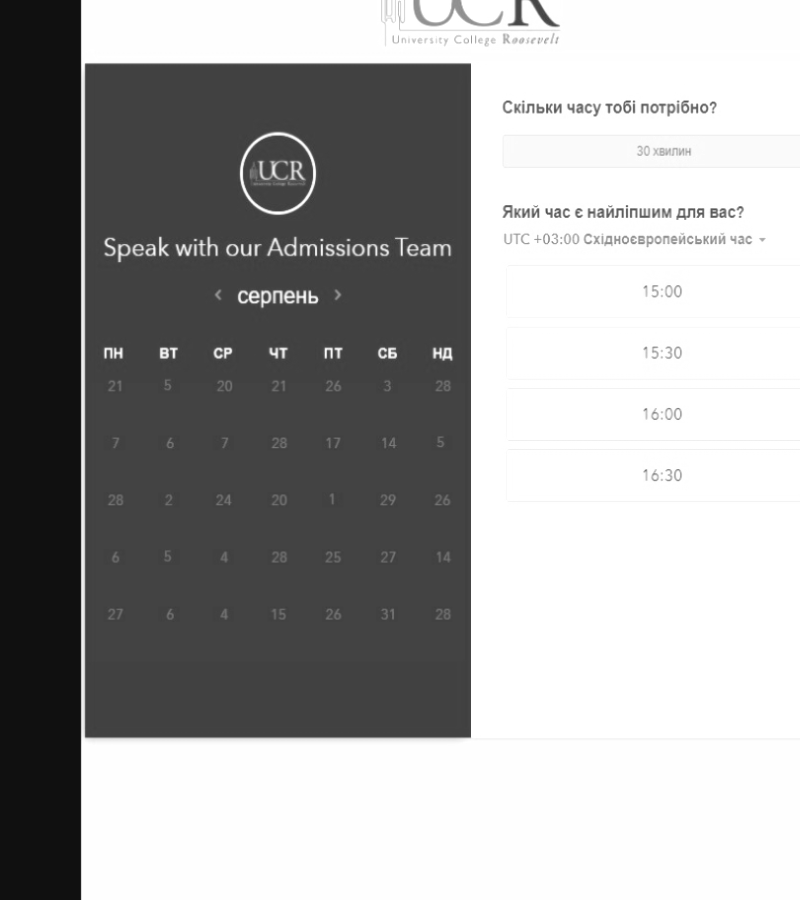 UCR
University College Roosevelt
UCR
Speak with our Admissions Team
‹ серпень ›
ПН ВТ СР ЧТ ПТ СБ НД
21 5 20 21 26 3 28
7 6 7 28 17 14 5
28 2 24 20 1 29 26
6 5 4 28 25 27 14
27 6 4 15 26 31 28
Скільки часу тобі потрібно?
30 хвилин
Який час є найліпшим для вас?
UTC +03:00 Східноєвропейський час
15:00
15:30
16:00
16:30